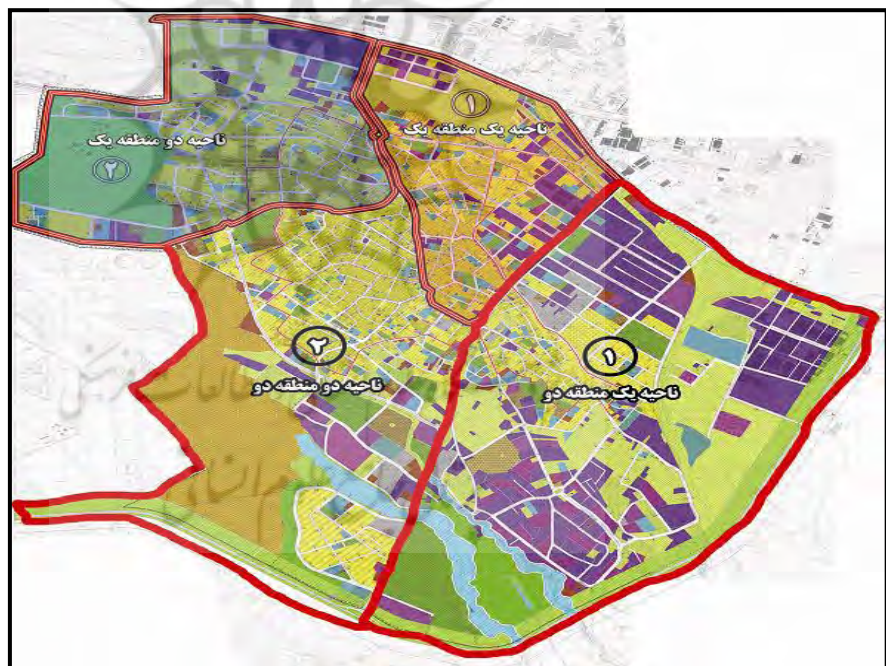 ۱
ناحیه یک منطقه یک
ناحیه دو منطقه یک
۲
۲
ناحیه دو منطقه دو
۱
ناحیه یک منطقه دو